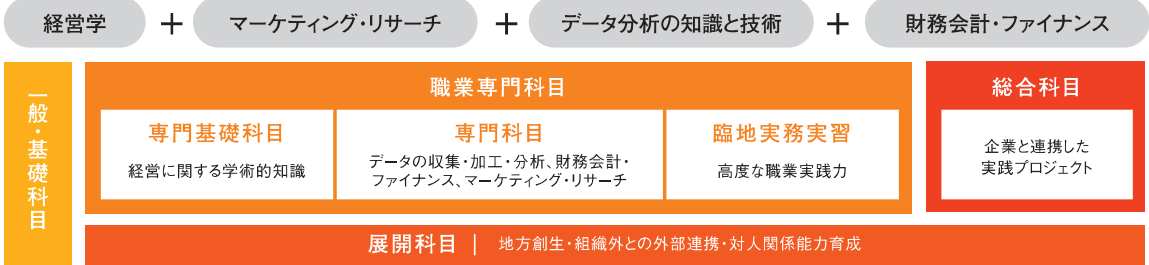 経営学 + マーケティング・リサーチ + データ分析の知識と技術 + 財務会計・ファイナンス
一般・基礎科目
職業専門科目
専門基礎科目
経営に関する学術的知識
専門科目
データの収集・加工・分析、財務会計・
ファイナンス、マーケティング・リサーチ
臨地実務実習
高度な職業実践力
総合科目
企業と連携した
実践プロジェクト
展開科目 | 地方創生・組織外との外部連携・対人関係能力育成